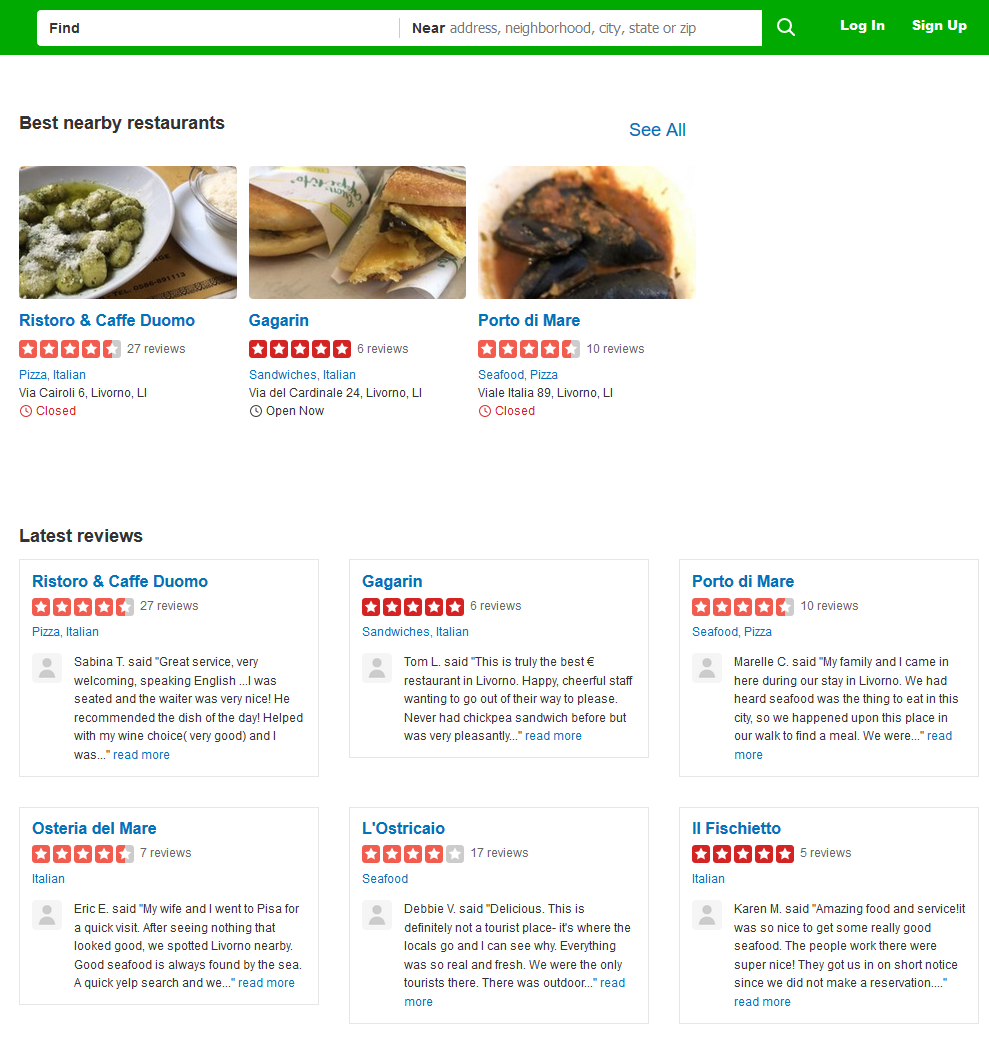 Find
Near address, neighborhood, city, state or zip
Log In
Sign Up
Best nearby restaurants
See All
Ristoro & Caffe Duomo
27 reviews
Pizza, Italian
Via Cairoli 6, Livorno, LI
Closed
Gagarin
6 reviews
Sandwiches, Italian
Via del Cardinale 24, Livorno, LI
Open Now
Porto di Mare
10 reviews
Seafood, Pizza
Viale Italia 89, Livorno, LI
Closed
Latest reviews
Ristoro & Caffe Duomo
27 reviews
Pizza, Italian
Sabina T. said "Great service, very
welcoming, speaking English ...I was
seated and the waiter was very nice! He
recommended the dish of the day! Helped
with my wine choice( very good) and I
was..." read more
Gagarin
6 reviews
Sandwiches, Italian
Tom L. said "This is truly the best €
restaurant in Livorno. Happy, cheerful staff
wanting to go out of their way to please.
Never had chickpea sandwich before but
was very pleasantly..." read more
Porto di Mare
10 reviews
Seafood, Pizza
Marelle C. said "My family and I came in
here during our stay in Livorno. We had
heard seafood was the thing to eat in this
city, so we happened upon this place in
our walk to find a meal. We were..." read
more
Osteria del Mare
7 reviews
Italian
Eric E. said "My wife and I went to Pisa for
a quick visit. After seeing nothing that
looked good, we spotted Livorno nearby.
Good seafood is always found by the sea.
A quick yelp search and we..." read more
L'Ostricaio
17 reviews
Seafood
Debbie V. said "Delicious. This is
definitely not a tourist place- it's where the
locals go and I can see why. Everything
was so real and fresh. We were the only
tourists there. There was outdoor..." read
more
Il Fischietto
5 reviews
Italian
Karen M. said "Amazing food and service!it
was so nice to get some really good
seafood. The people work there were
super nice! They got us in on short notice
since we did not make a reservation...."
read more